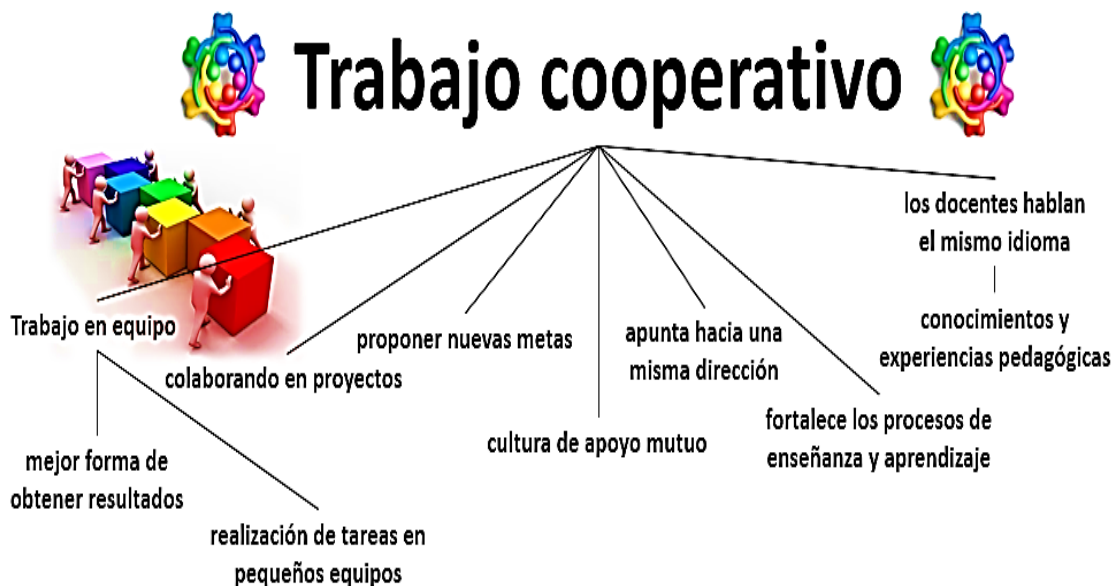 Trabajo cooperativo
los docentes hablan
el mismo idioma
Trabajo en equipo
proponer nuevas metas
apunta hacia una
misma dirección
conocimientos y
experiencias pedagógicas
colaborando en proyectos
cultura de apoyo mutuo
fortalece los procesos de
enseñanza y aprendizaje
mejor forma de
obtener resultados
realización de tareas en
pequeños equipos